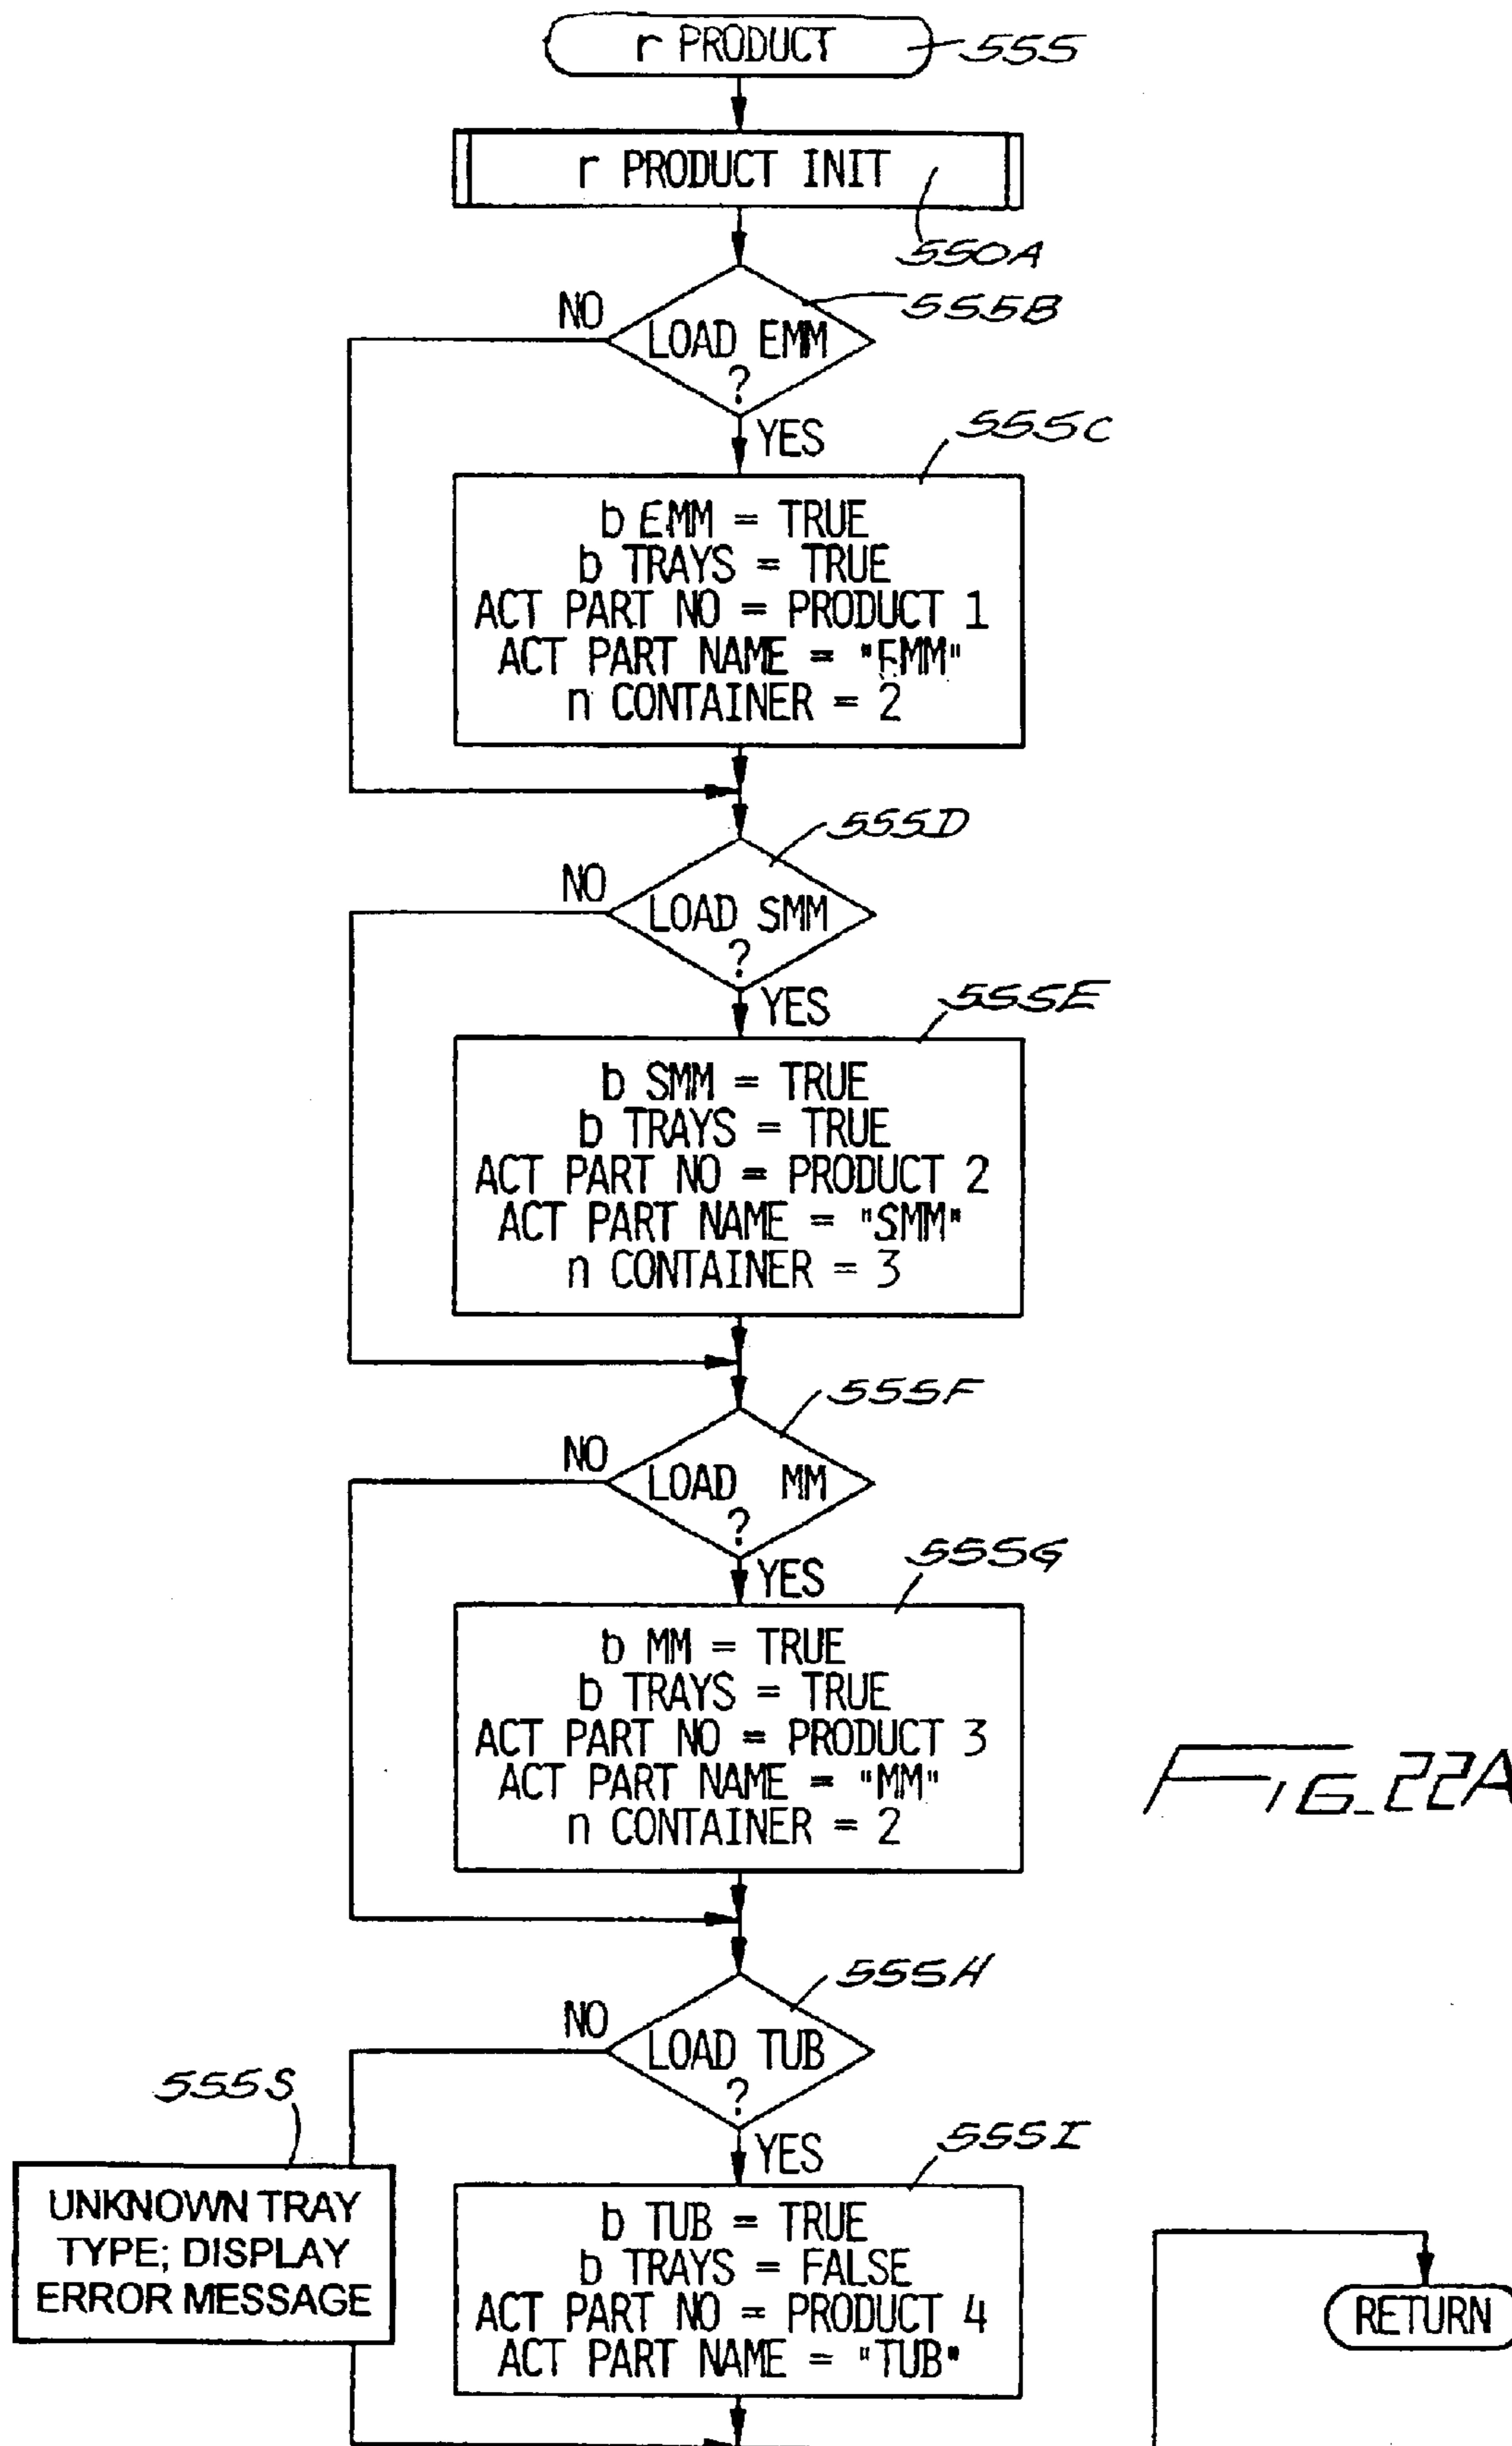 r PRODUCT
555
r PRODUCT INIT
550A
555B
NO
LOAD EMM
?
YES
555C
b EMM = TRUE
b TRAYS = TRUE
ACT PART NO = PRODUCT 1
ACT PART NAME = "EMM"
n CONTAINER = 2
555D
NO
LOAD SMM
?
YES
555E
b SMM = TRUE
b TRAYS = TRUE
ACT PART NO = PRODUCT 2
ACT PART NAME = "SMM"
n CONTAINER = 3
555F
NO
LOAD MM
?
YES
555G
b MM = TRUE
b TRAYS = TRUE
ACT PART NO = PRODUCT 3
ACT PART NAME = "MM"
n CONTAINER = 2
FIG. 22A
555H
NO
LOAD TUB
?
YES
555S
UNKNOWN TRAY
TYPE; DISPLAY
ERROR MESSAGE
555I
b TUB = TRUE
b TRAYS = FALSE
ACT PART NO = PRODUCT 4
ACT PART NAME = "TUB"
RETURN